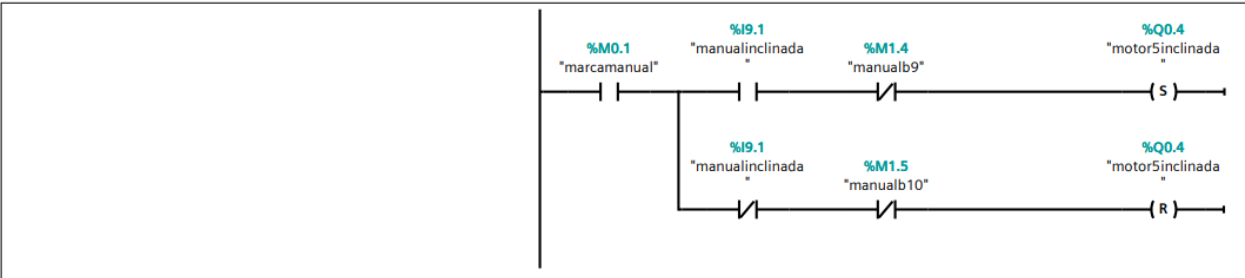 %M0.1
"marcamanual"
%I9.1
"manualinclinada
"
%M1.4
"manualb9"
%Q0.4
"motor5inclinada
"
S
%I9.1
"manualinclinada
"
%M1.5
"manualb10"
%Q0.4
"motor5inclinada
"
R